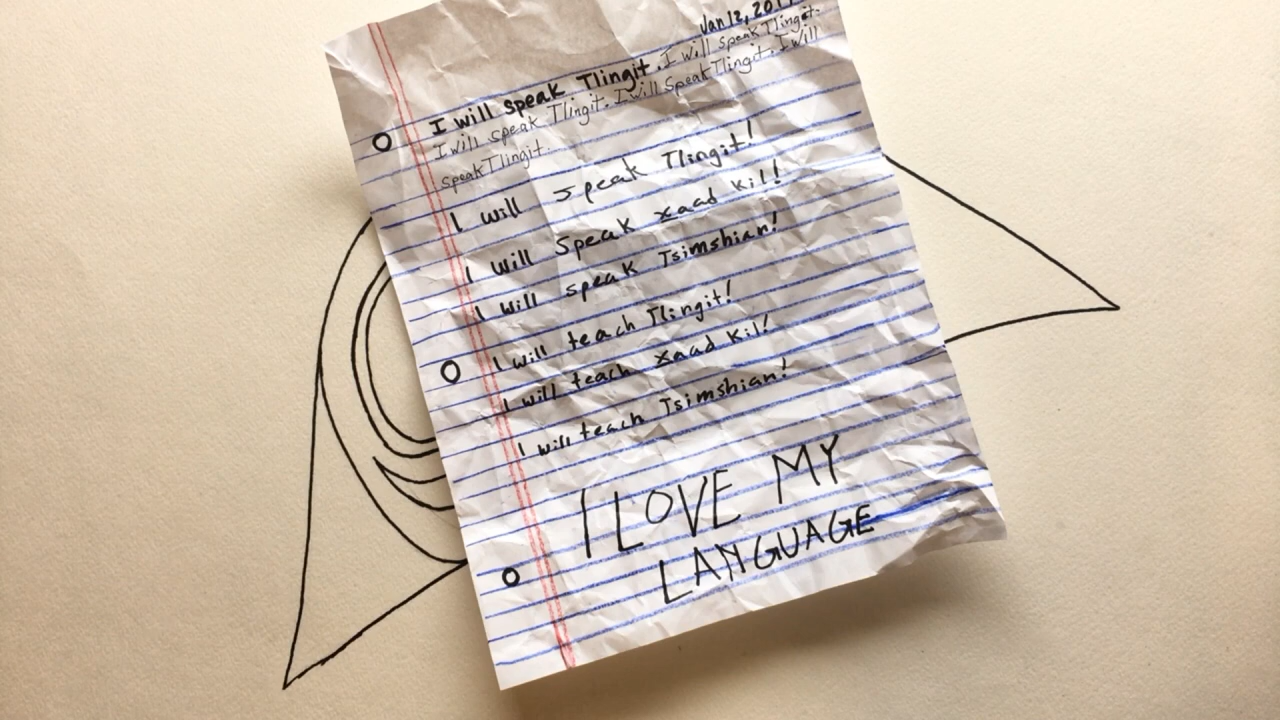 Jan 12, 201
I will speak Tlingit. I will speak Tlingit.
I will speak Tlingit. I will speak Tlingit. I will
speak Tlingit.
I will speak Tlingit!
I will speak xaad kil!
I will speak Tsimshian!
I will teach Tlingit!
I will teach xaad kil!
I will teach Tsimshian!
I LOVE MY
LANGUAGE